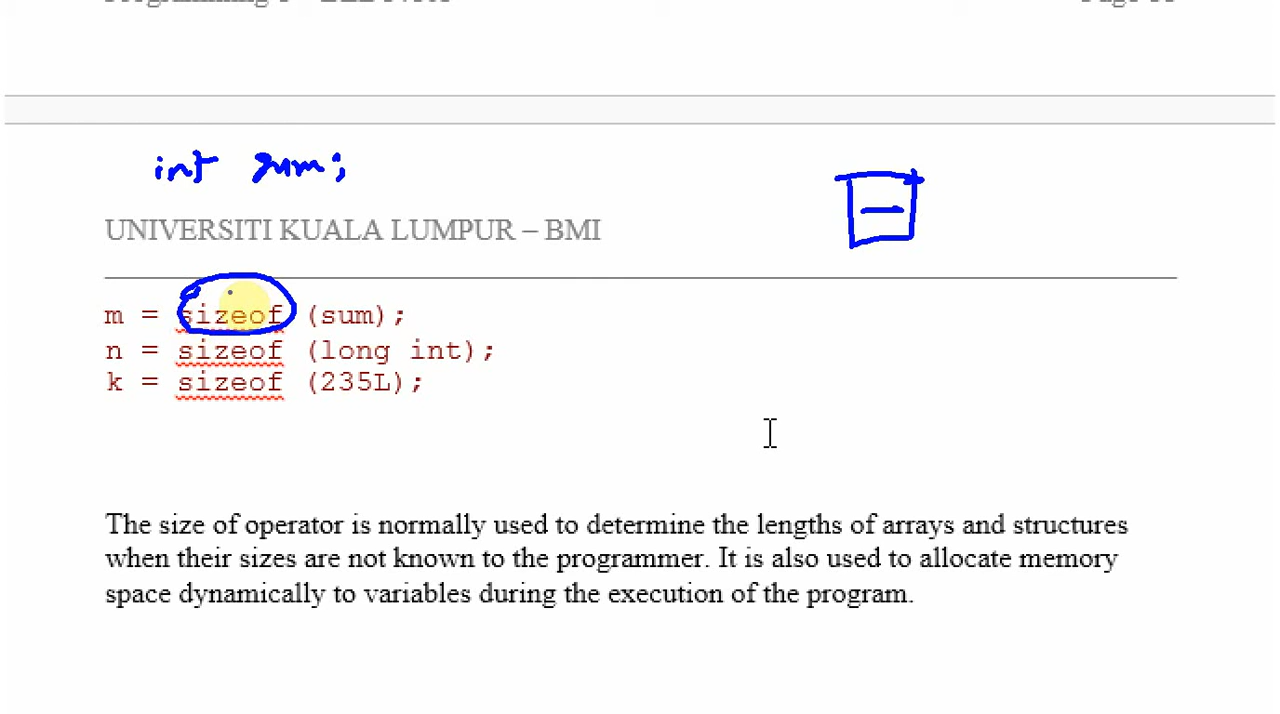 int sum;
UNIVERSITI KUALA LUMPUR – BMI
m = sizeof (sum);
n = sizeof (long int);
k = sizeof (235L);
The size of operator is normally used to determine the lengths of arrays and structures
when their sizes are not known to the programmer. It is also used to allocate memory
space dynamically to variables during the execution of the program.